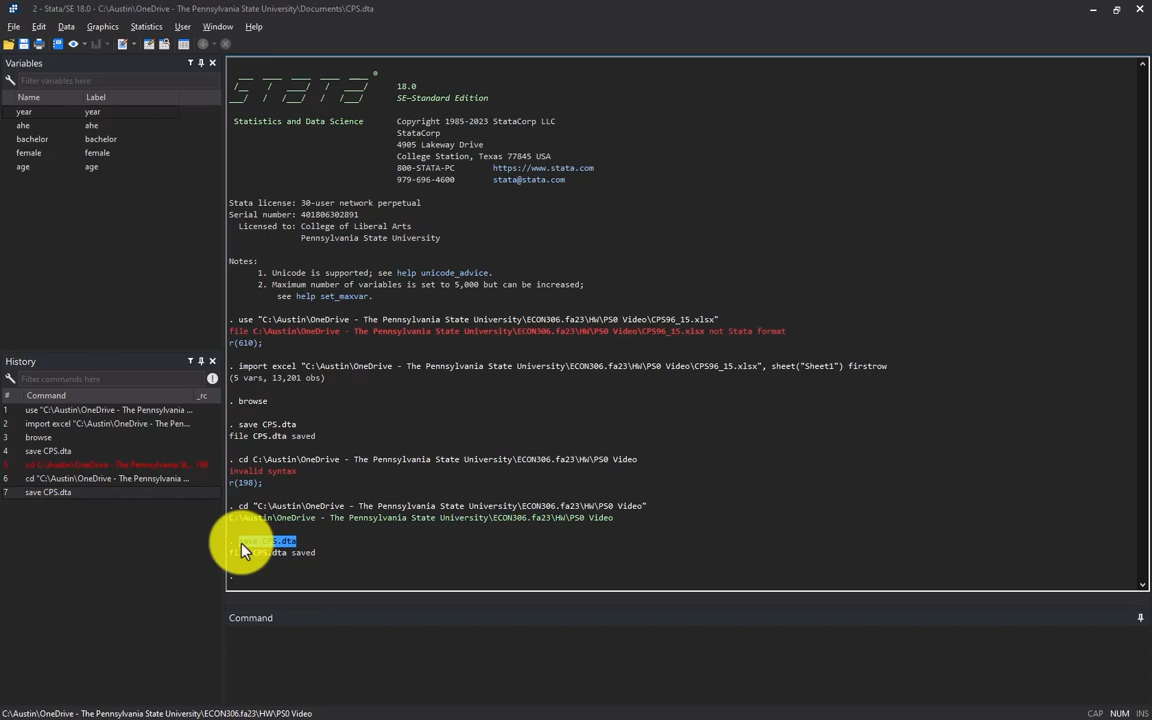 2 - Stata/SE 18.0 - C:\Austin\OneDrive - The Pennsylvania State University\Documents\CPS.dta
File Edit Data Graphics Statistics User Window Help
Variables
Filter variables here
Name Label
year year
ahe ahe
bachelor bachelor
female female
age age
History
Filter commands here
# Command _rc
1 use "C:\Austin\OneDrive - The Pennsylvania ...
2 import excel "C:\Austin\OneDrive - The Pen...
3 browse
4 save CPS.dta
5 cd C:\Austin\OneDrive - The Pennsylvania St... 198
6 cd "C:\Austin\OneDrive - The Pennsylvania ...
7 save CPS.dta
®
18.0
SE—Standard Edition
Statistics and Data Science Copyright 1985-2023 StataCorp LLC
StataCorp
4905 Lakeway Drive
College Station, Texas 77845 USA
800-STATA-PC https://www.stata.com
979-696-4600 stata@stata.com
Stata license: 30-user network perpetual
Serial number: 401806302891
Licensed to: College of Liberal Arts
Pennsylvania State University
Notes:
1. Unicode is supported; see help unicode_advice.
2. Maximum number of variables is set to 5,000 but can be increased;
see help set_maxvar.
. use "C:\Austin\OneDrive - The Pennsylvania State University\ECON306.fa23\HW\PS0 Video\CPS96_15.xlsx"
file C:\Austin\OneDrive - The Pennsylvania State University\ECON306.fa23\HW\PS0 Video\CPS96_15.xlsx not Stata format
r(610);
. import excel "C:\Austin\OneDrive - The Pennsylvania State University\ECON306.fa23\HW\PS0 Video\CPS96_15.xlsx", sheet("Sheet1") firstrow
(5 vars, 13,201 obs)
. browse
. save CPS.dta
file CPS.dta saved
. cd C:\Austin\OneDrive - The Pennsylvania State University\ECON306.fa23\HW\PS0 Video
invalid syntax
r(198);
. cd "C:\Austin\OneDrive - The Pennsylvania State University\ECON306.fa23\HW\PS0 Video"
C:\Austin\OneDrive - The Pennsylvania State University\ECON306.fa23\HW\PS0 Video
. save CPS.dta
file CPS.dta saved
.
Command
C:\Austin\OneDrive - The Pennsylvania State University\ECON306.fa23\HW\PS0 Video
CAP NUM INS